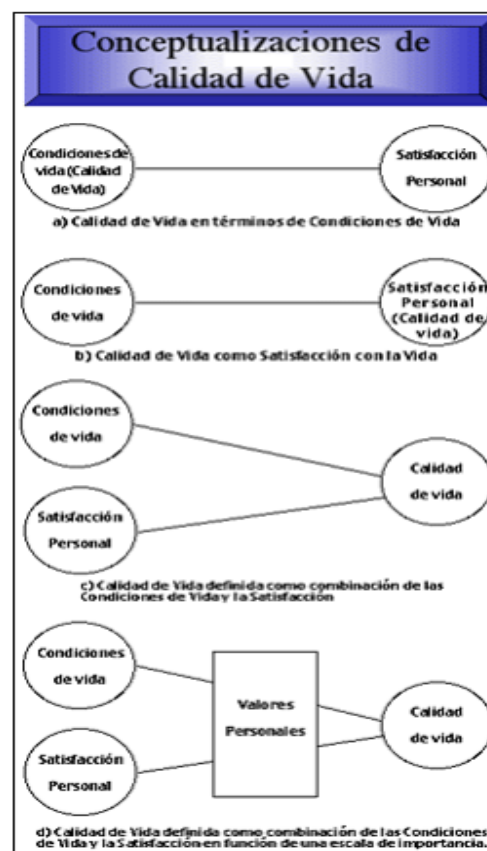 Conceptualizaciones de
Calidad de Vida
Condiciones de
vida (Calidad
de Vida)
Satisfacción
Personal
a) Calidad de Vida en términos de Condiciones de Vida
Condiciones
de vida
Satisfacción
Personal
(Calidad de
vida)
b) Calidad de Vida como Satisfacción con la Vida
Condiciones
de vida
Satisfacción
Personal
Calidad
de vida
c) Calidad de Vida definida como combinación de las
Condiciones de Vida y la Satisfacción
Condiciones
de vida
Satisfacción
Personal
Valores
Personales
Calidad
de vida
d) Calidad de Vida definida como combinación de las Condiciones
de Vida y la Satisfacción en función de una escala de importancia.